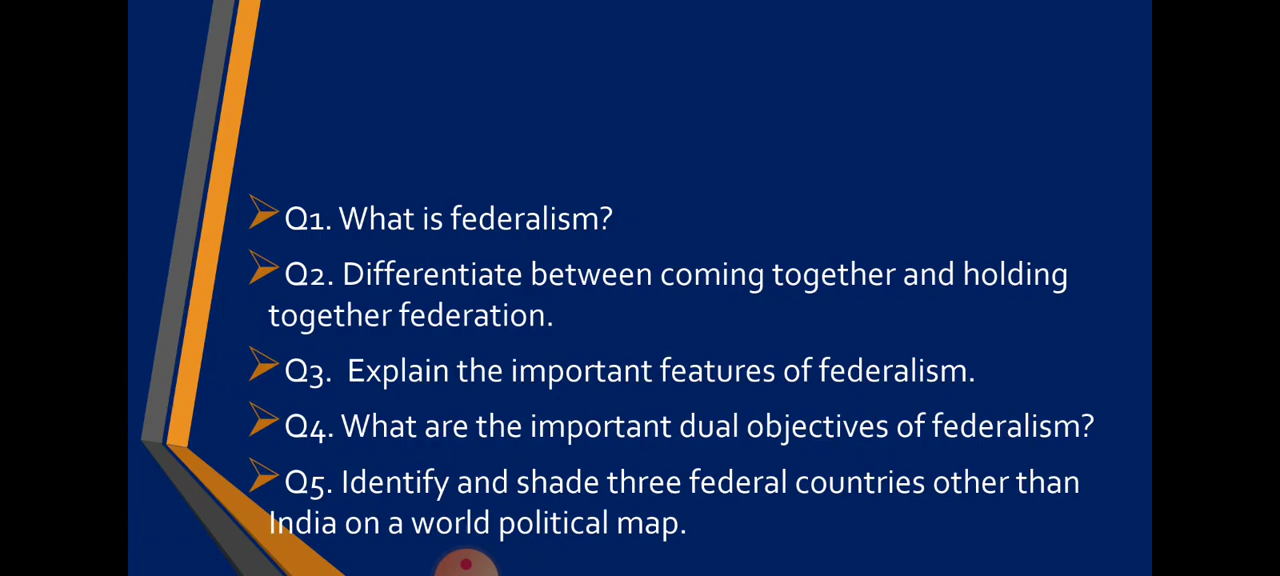 Q1. What is federalism?
Q2. Differentiate between coming together and holding
together federation.
Q3. Explain the important features of federalism.
Q4. What are the important dual objectives of federalism?
Q5. Identify and shade three federal countries other than
India on a world political map.